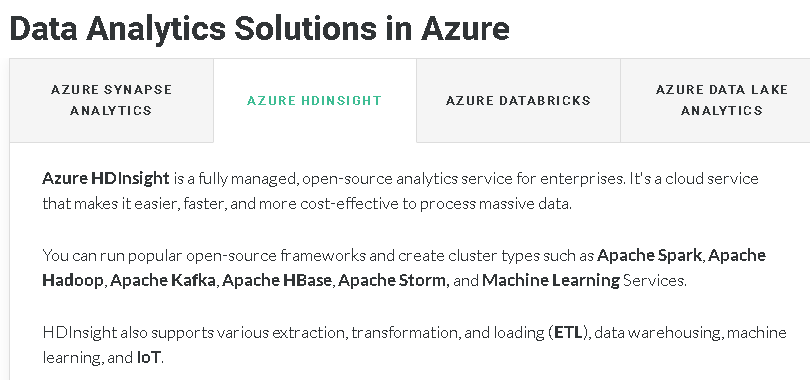 Data Analytics Solutions in Azure
AZURE SYNAPSE
ANALYTICS
AZURE HDINSIGHT
AZURE DATABRICKS
AZURE DATA LAKE
ANALYTICS
Azure HDInsight is a fully managed, open-source analytics service for enterprises. It's a cloud service
that makes it easier, faster, and more cost-effective to process massive data.
You can run popular open-source frameworks and create cluster types such as Apache Spark, Apache
Hadoop, Apache Kafka, Apache HBase, Apache Storm, and Machine Learning Services.
HDInsight also supports various extraction, transformation, and loading (ETL), data warehousing, machine
learning, and IoT.